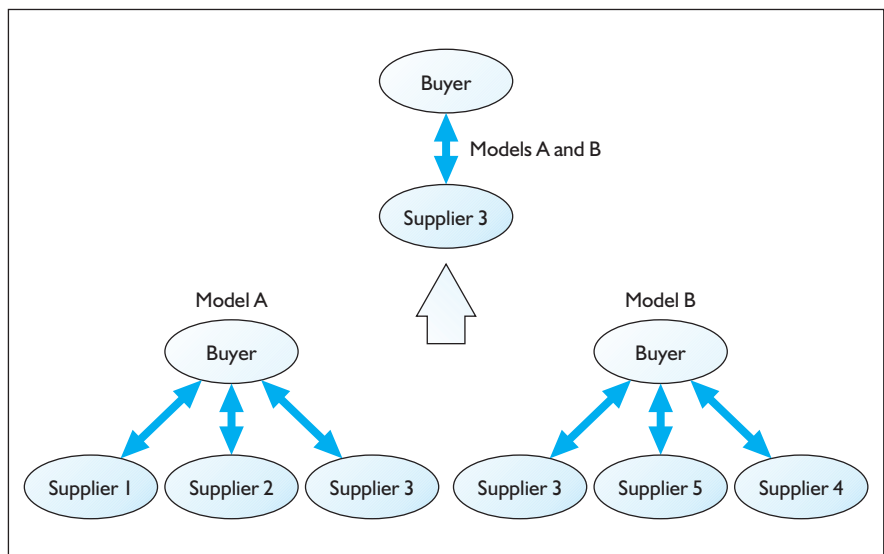 Buyer
Models A and B
Supplier 3
Model A
Model B
Buyer
Buyer
Supplier 1
Supplier 2
Supplier 3
Supplier 3
Supplier 5
Supplier 4